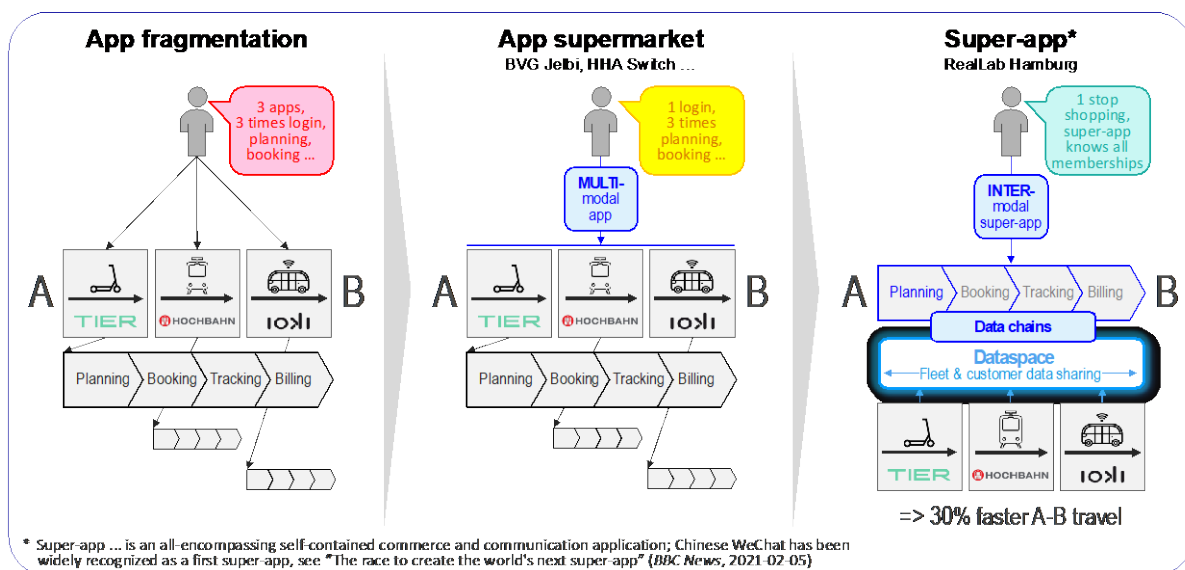 App fragmentation
3 apps,
3 times login,
planning,
booking ...
A
B
TIER
HOCHBAHN
ioki
Planning
Booking
Tracking
Billing
App supermarket
BVG Jelbi, HHA Switch ...
1 login,
3 times
planning,
booking ...
MULTI-
modal
app
A
B
TIER
HOCHBAHN
ioki
Planning
Booking
Tracking
Billing
Super-app*
RealLab Hamburg
1 stop
shopping,
super-app
knows all
memberships
INTER-
modal
super-app
A
B
Planning
Booking
Tracking
Billing
Data chains
Dataspace
Fleet & customer data sharing
TIER
HOCHBAHN
ioki
=> 30% faster A-B travel
* Super-app ... is an all-encompassing self-contained commerce and communication application; Chinese WeChat has been
widely recognized as a first super-app, see "The race to create the world's next super-app" (BBC News, 2021-02-05)